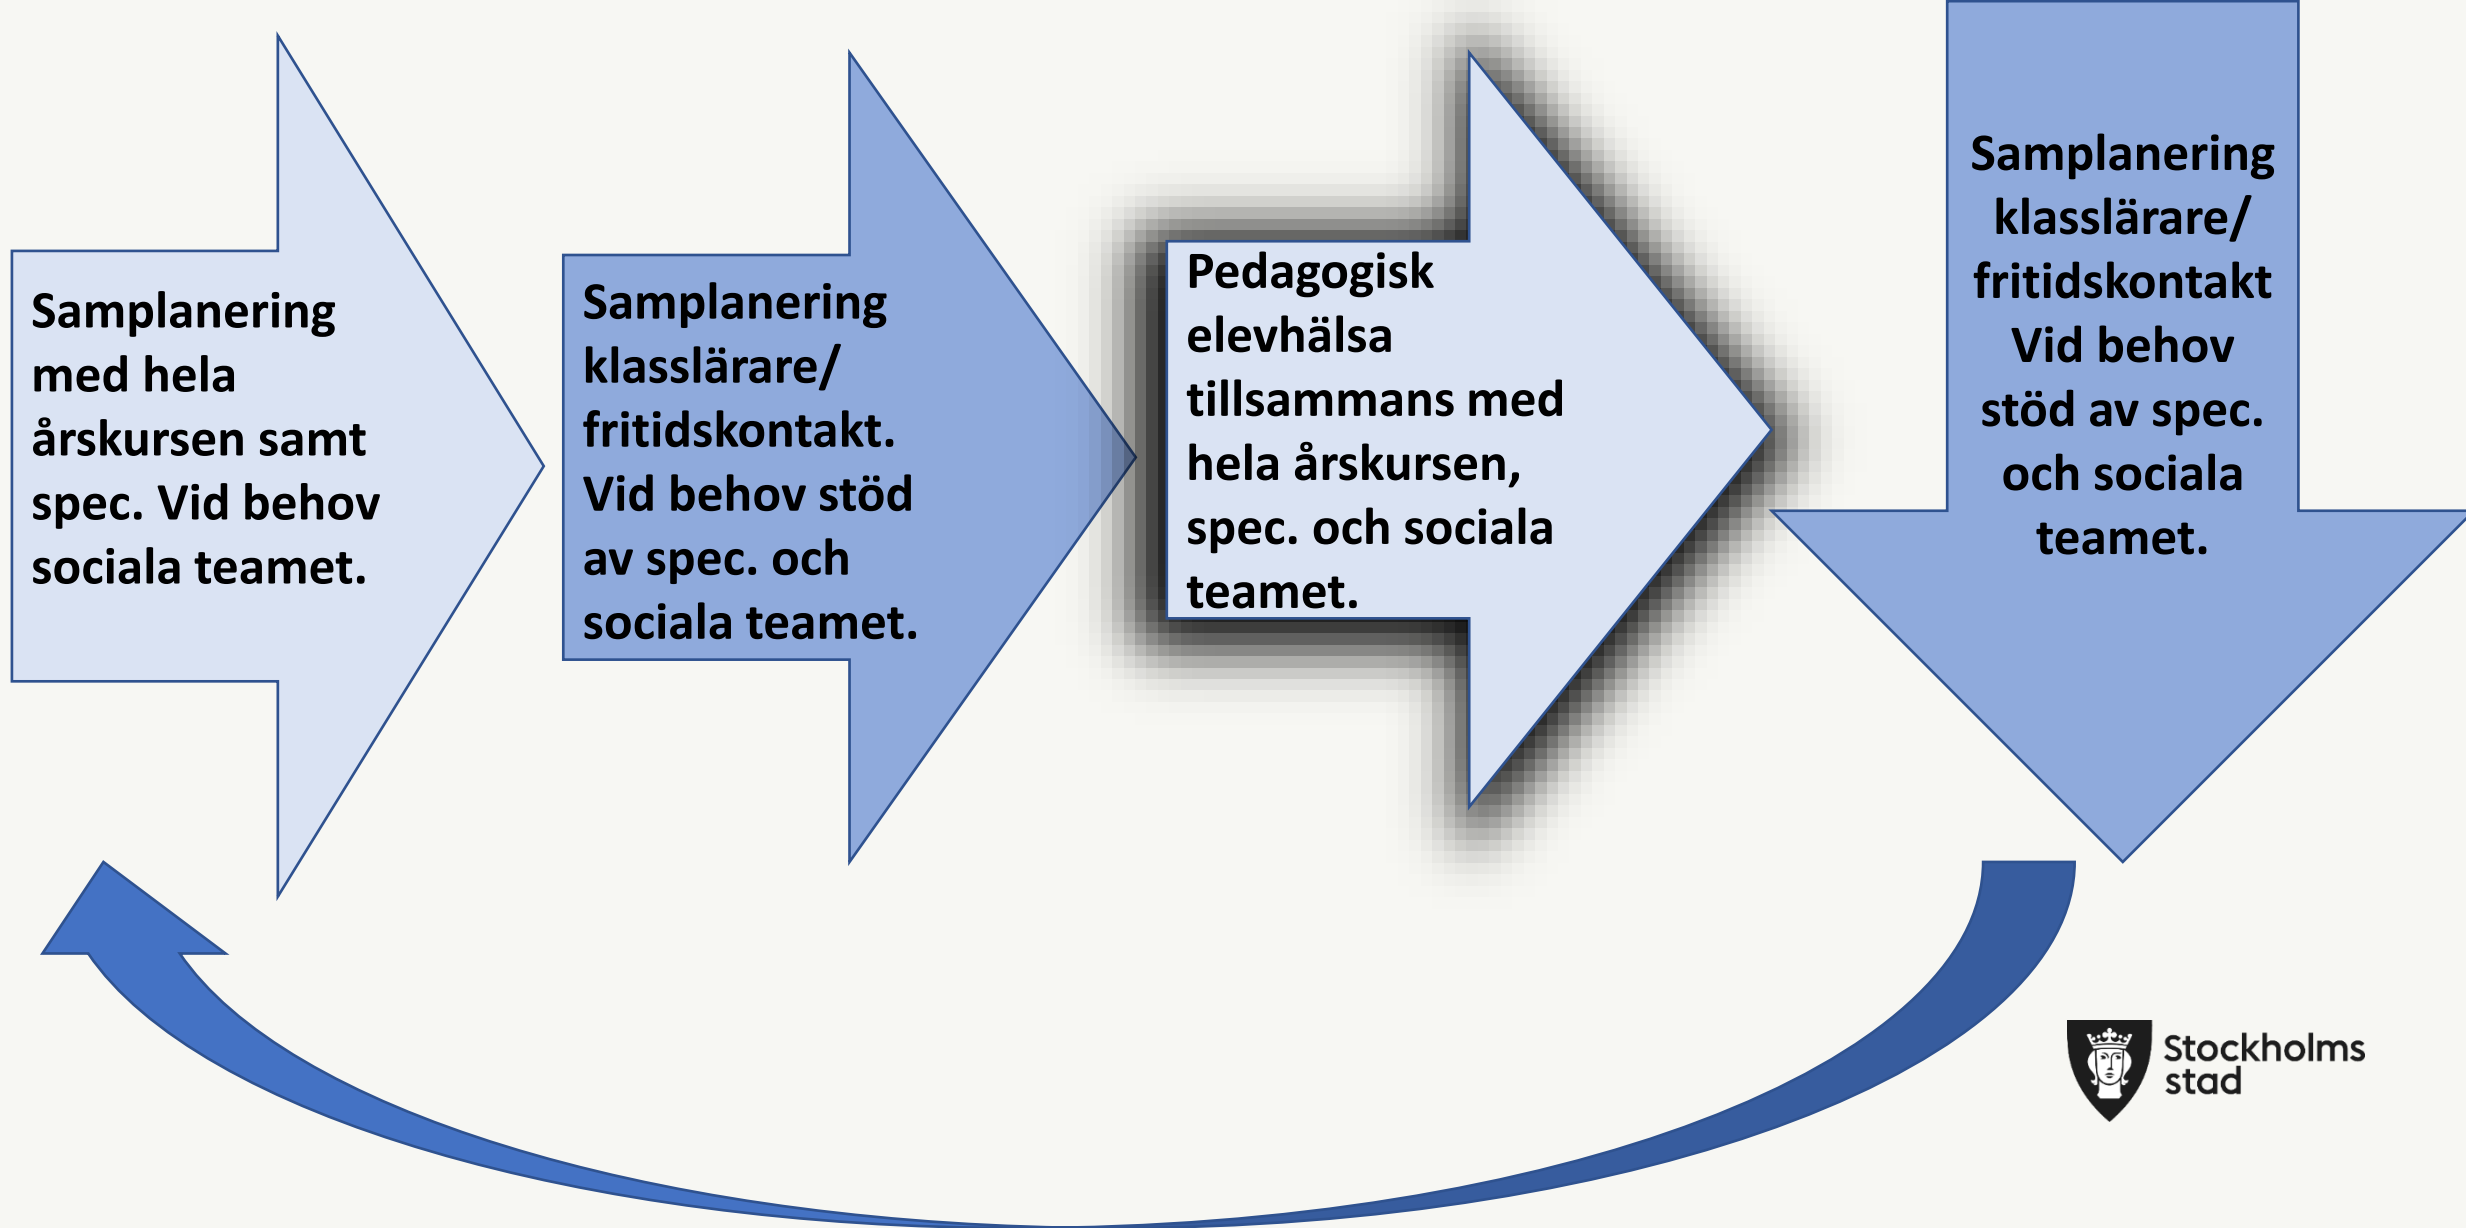 Samplanering
med hela
årskursen samt
spec. Vid behov
sociala teamet.
Samplanering
klasslärare/
fritidskontakt.
Vid behov stöd
av spec. och
sociala teamet.
Pedagogisk
elevhälsa
tillsammans med
hela årskursen,
spec. och sociala
teamet.
Samplanering
klasslärare/
fritidskontakt
Vid behov
stöd av spec.
och sociala
teamet.
Stockholms
stad